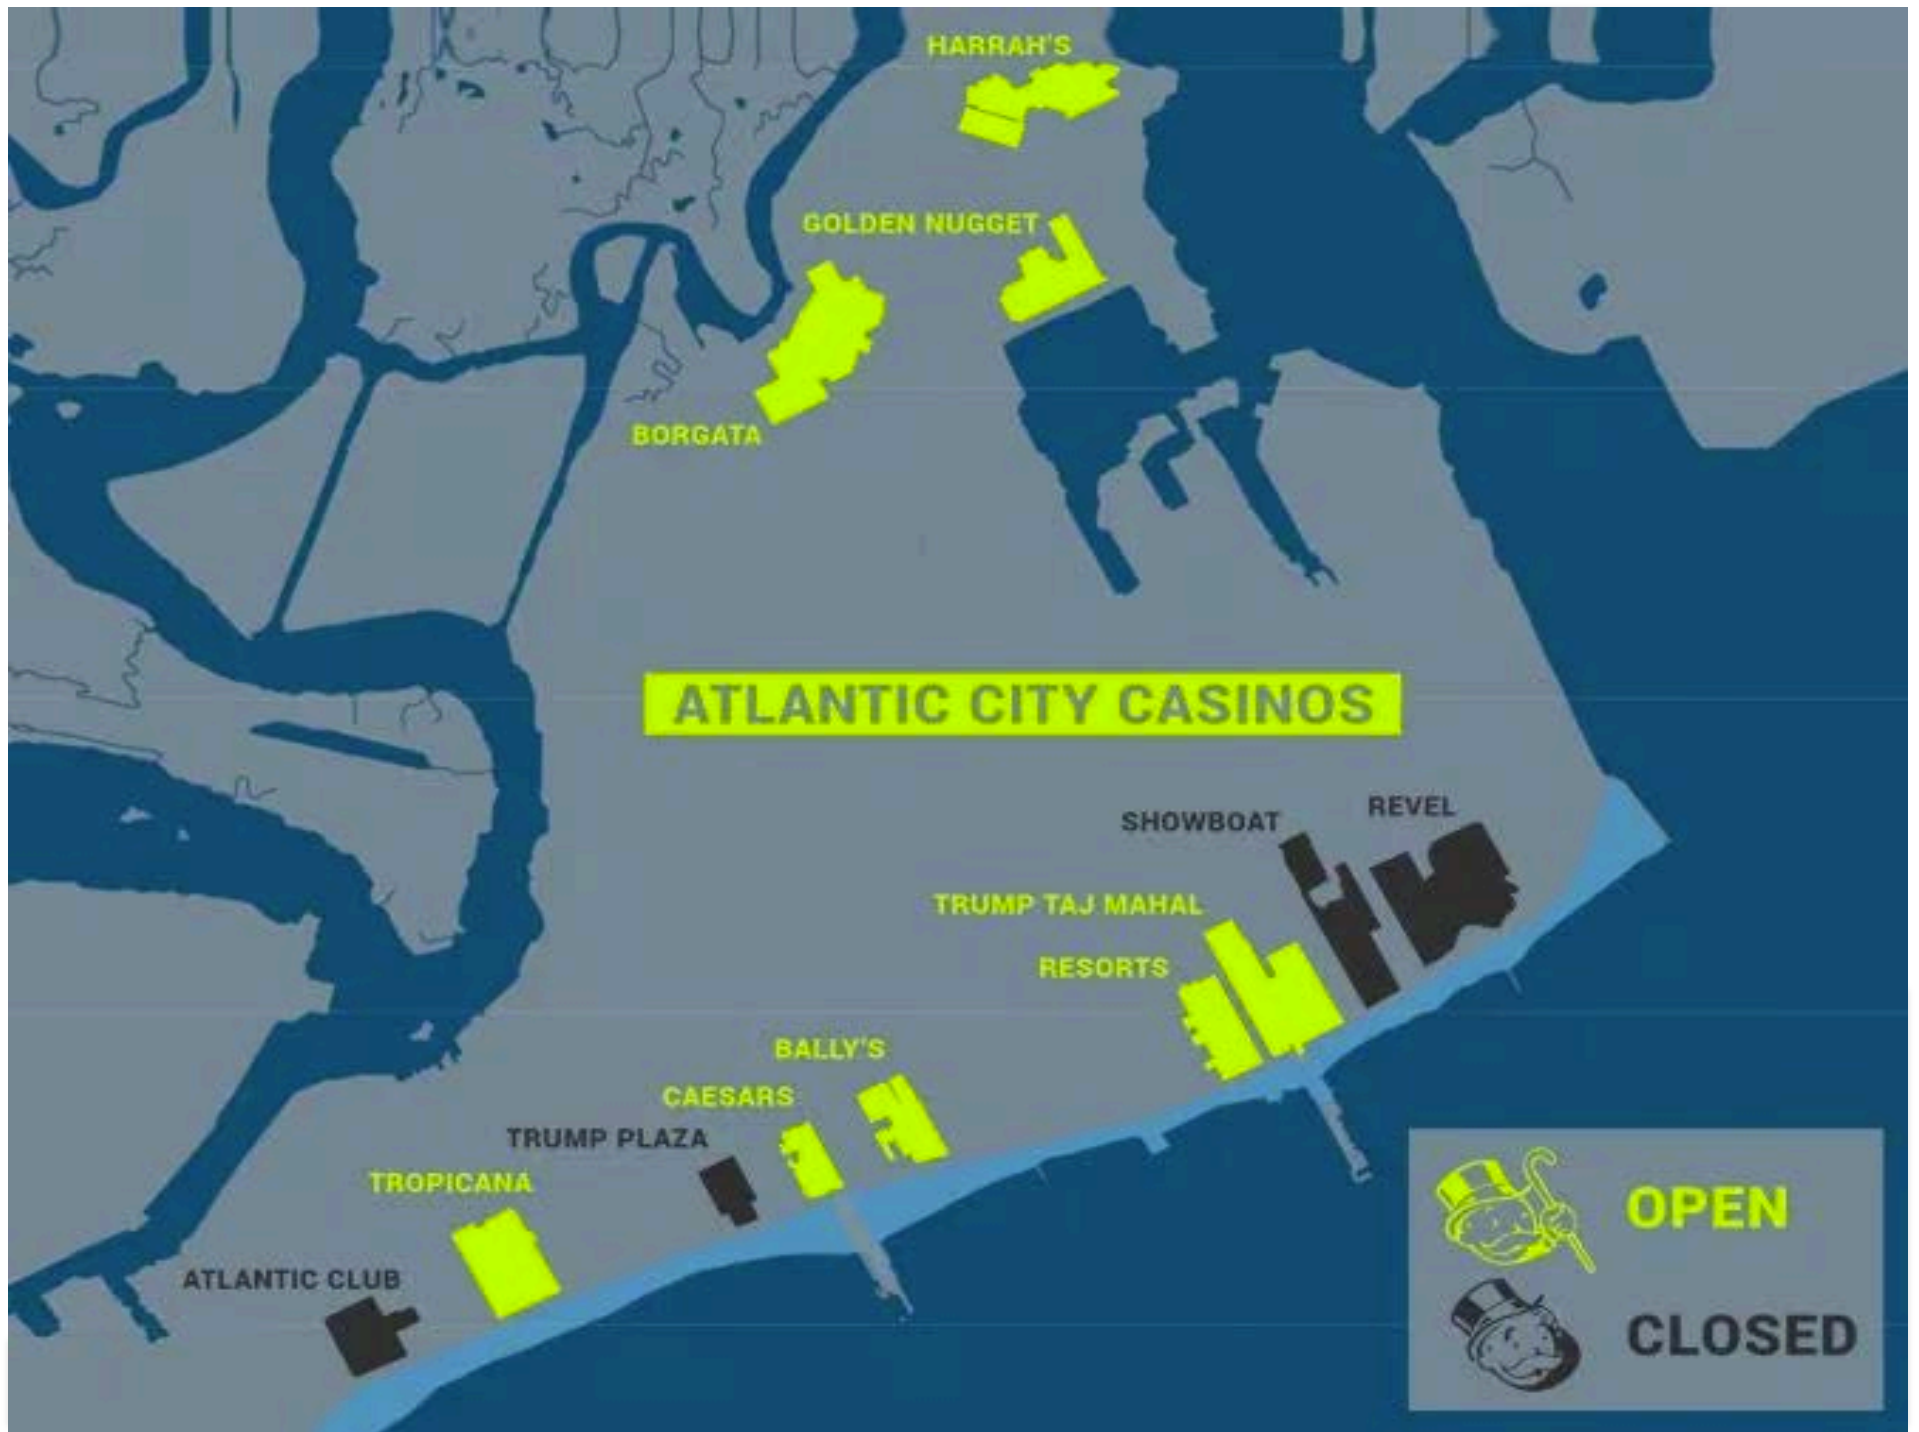 HARRAH'S
GOLDEN NUGGET
BORGATA
ATLANTIC CITY CASINOS
SHOWBOAT
REVEL
TRUMP TAJ MAHAL
RESORTS
BALLY'S
CAESARS
TRUMP PLAZA
TROPICANA
ATLANTIC CLUB
OPEN
CLOSED